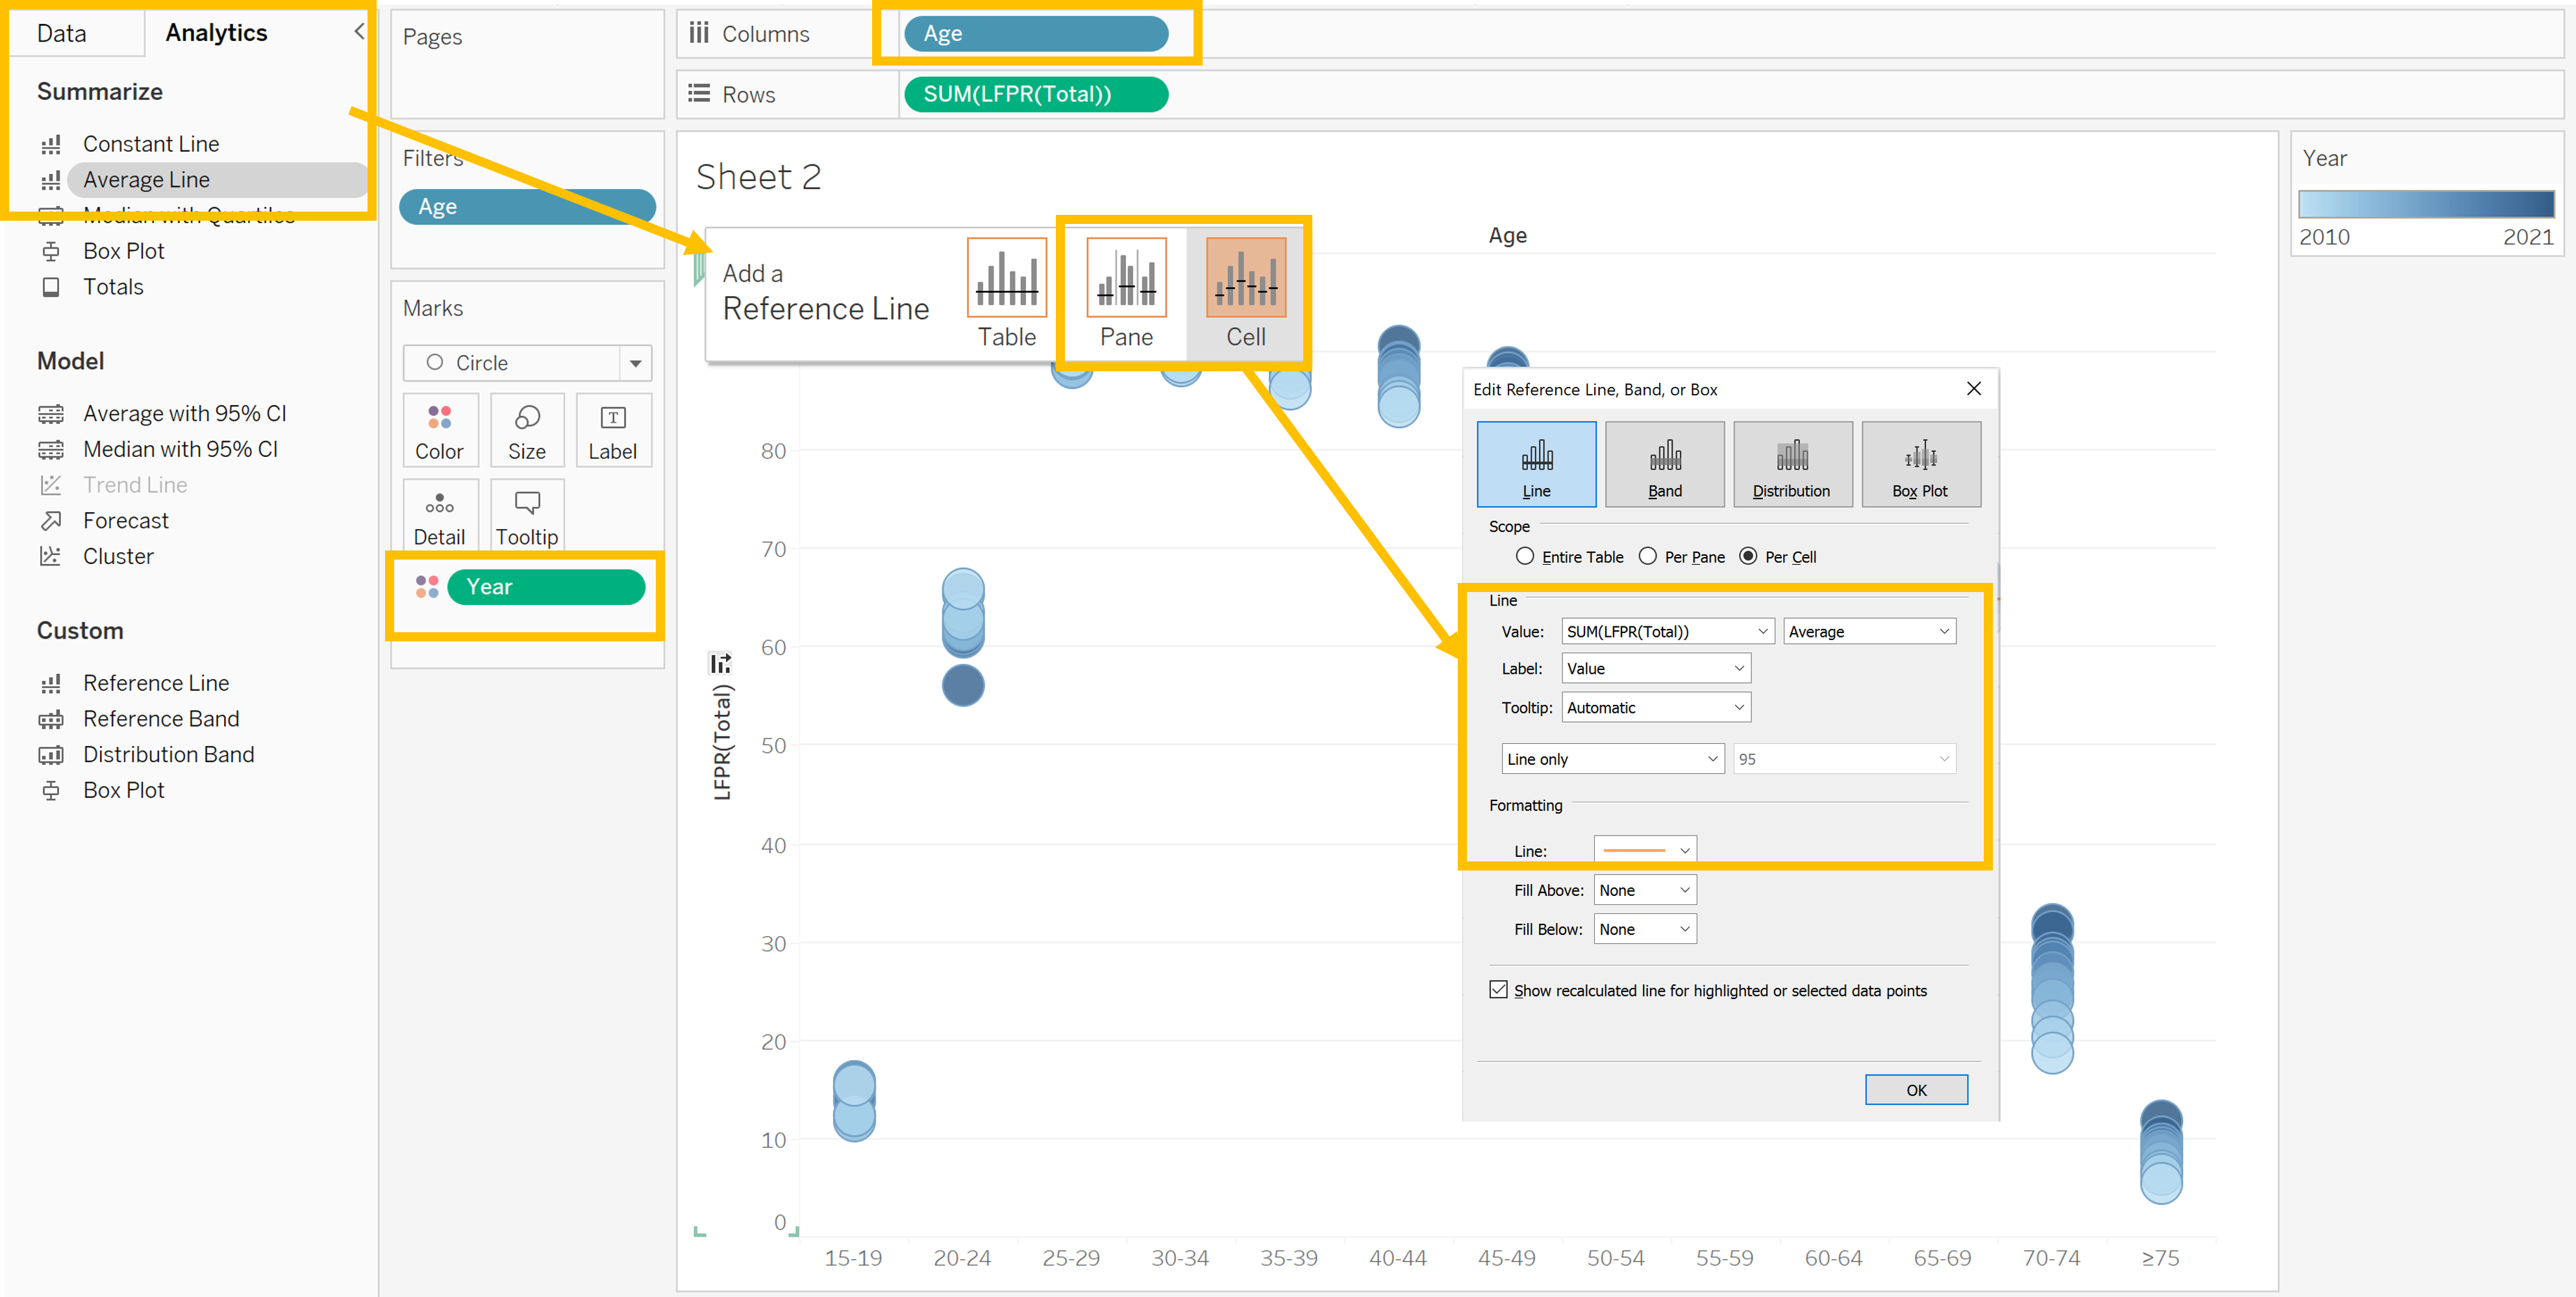 Data
Analytics
Summarize
Constant Line
Average Line
Median with Quartiles
Box Plot
Totals
Model
Average with 95% CI
Median with 95% CI
Trend Line
Forecast
Cluster
Custom
Reference Line
Reference Band
Distribution Band
Box Plot
Pages
Filters
Age
Marks
Circle
Color
Size
T
Label
Detail
Tooltip
Year
Columns
Age
Rows
SUM(LFPR(Total))
Sheet 2
Age
Add a
Reference Line
Table
Pane
Cell
LFPR(Total)
80
70
60
50
40
30
20
10
0
15-19
20-24
25-29
30-34
35-39
40-44
45-49
50-54
55-59
60-64
65-69
70-74
≥75
Edit Reference Line, Band, or Box
Line
Band
Distribution
Box Plot
Scope
Entire Table
Per Pane
Per Cell
Line
Value: SUM(LFPR(Total)) Average
Label: Value
Tooltip: Automatic
Line only 95
Formatting
Line:
Fill Above: None
Fill Below: None
Show recalculated line for highlighted or selected data points
OK
Year
2010 2021